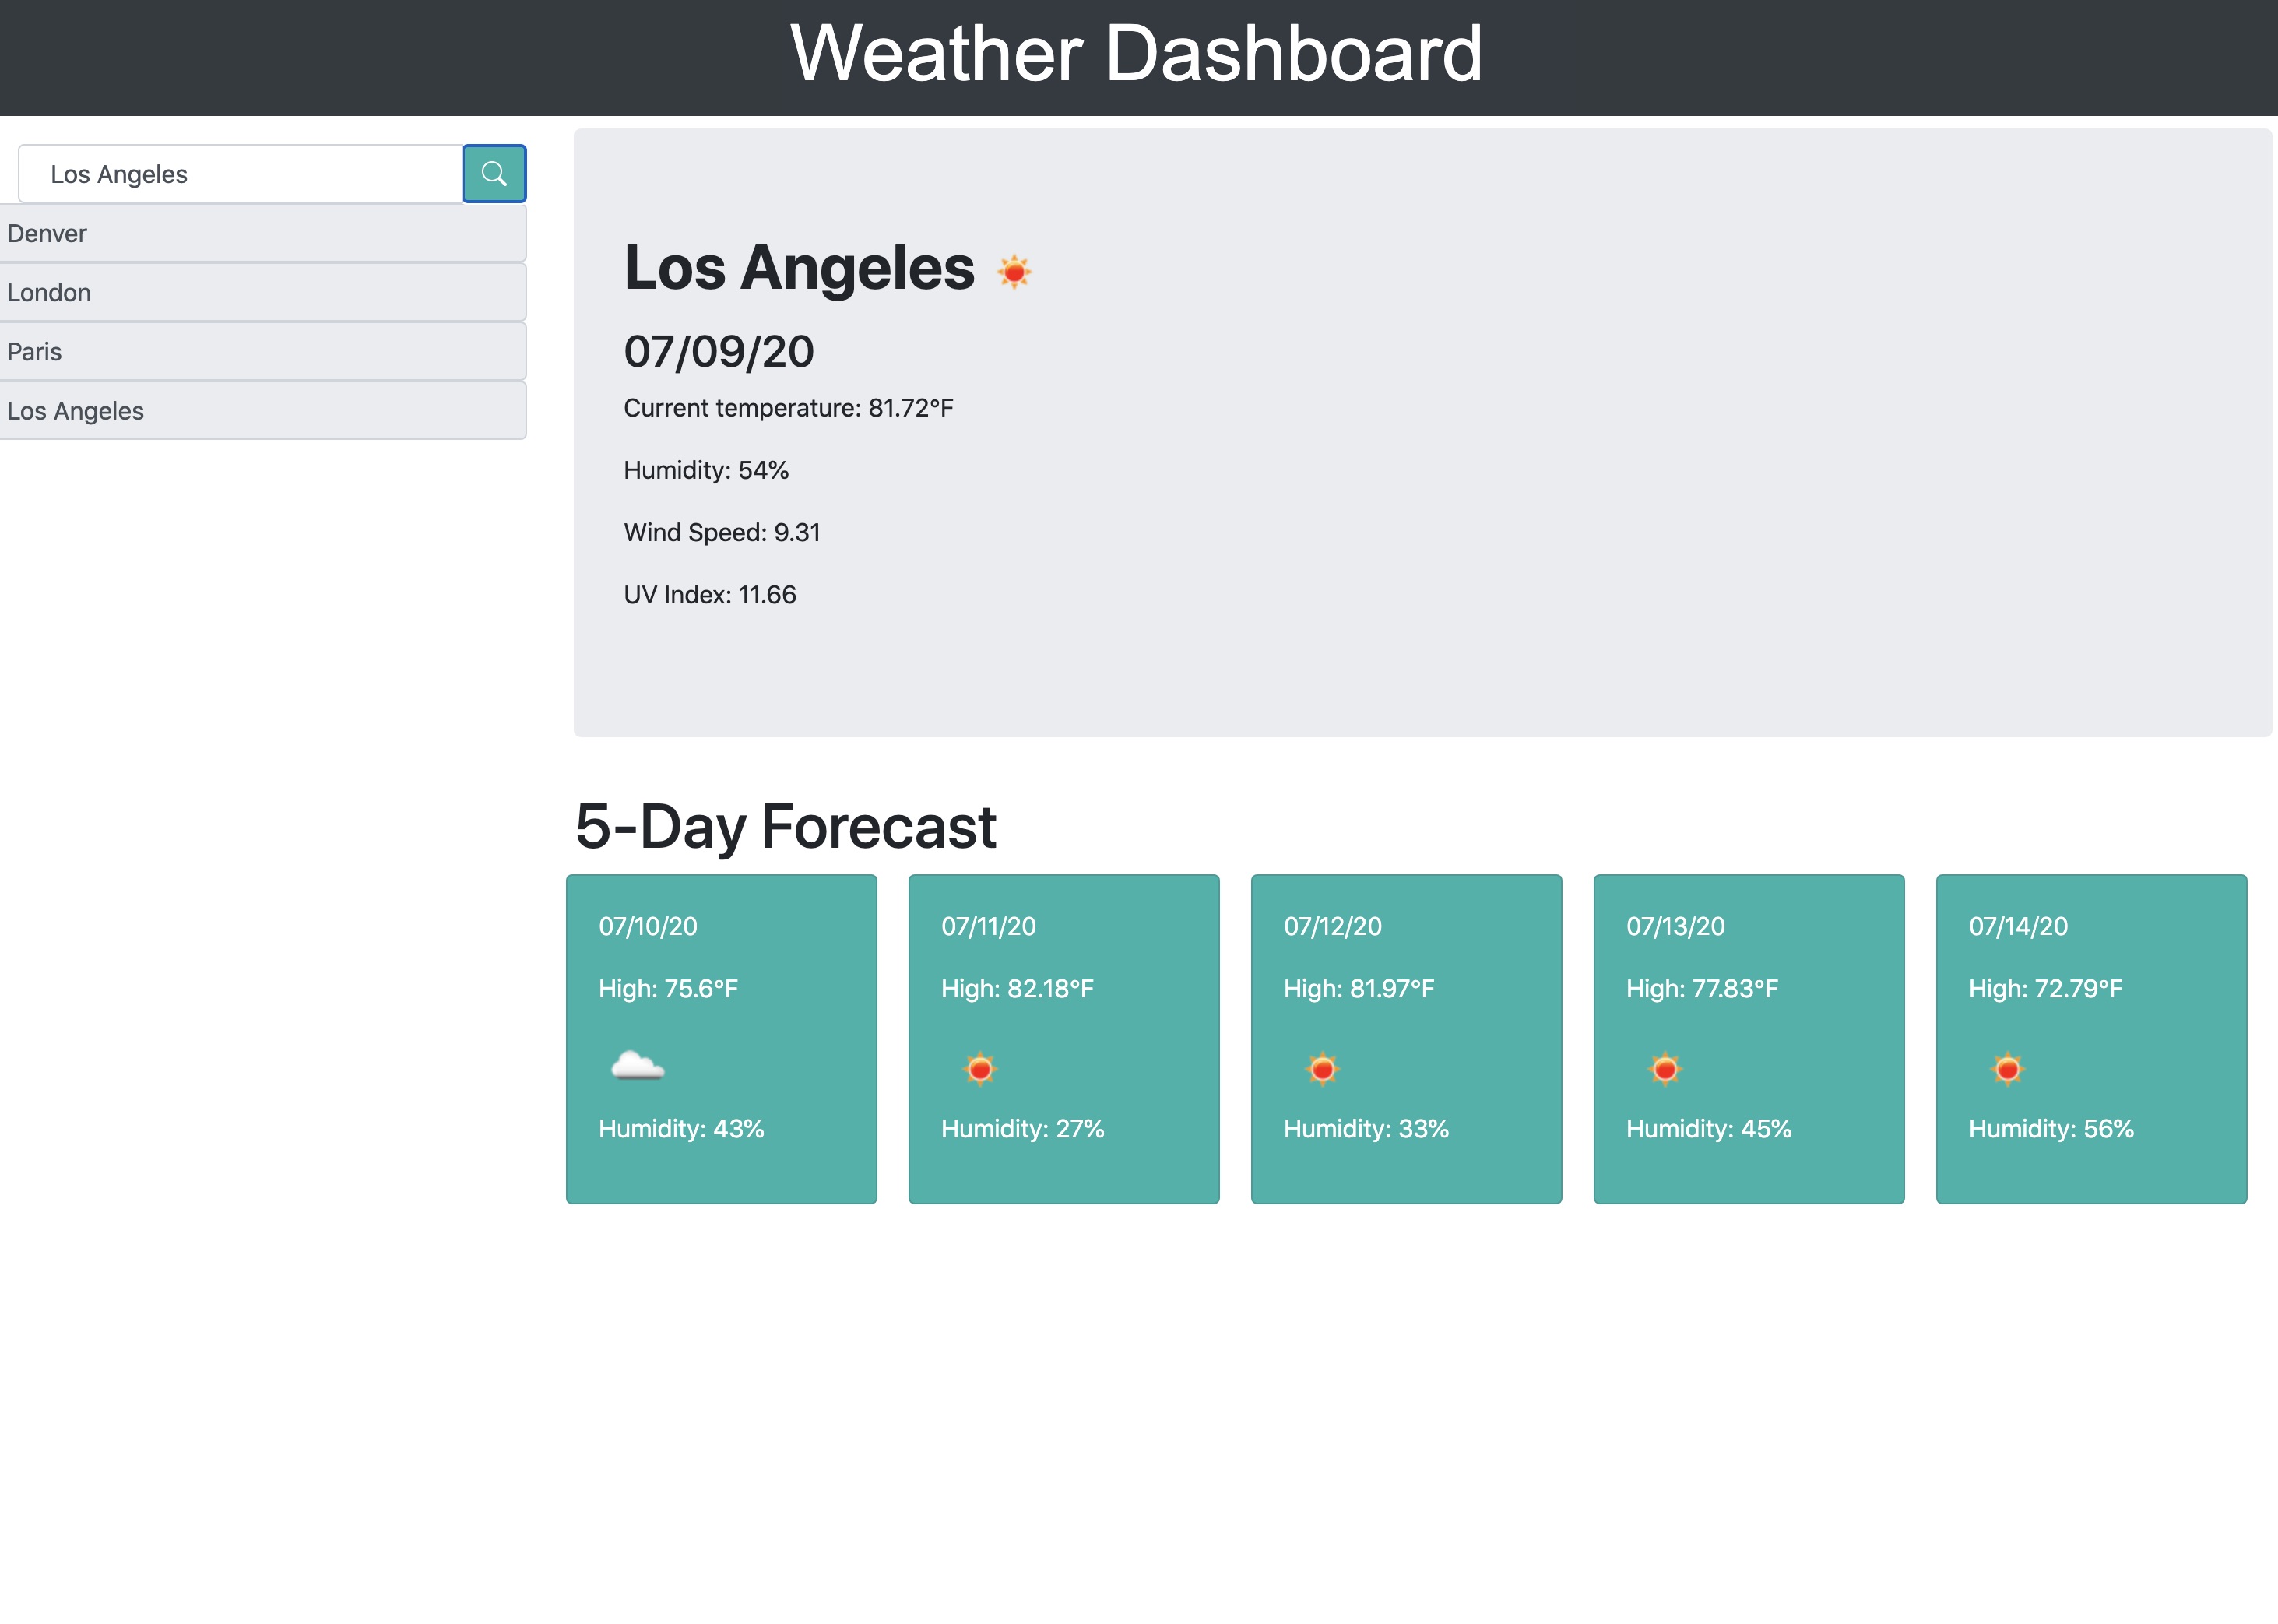 Weather Dashboard
Los Angeles
Denver
London
Paris
Los Angeles
Los Angeles
07/09/20
Current temperature: 81.72°F
Humidity: 54%
Wind Speed: 9.31
UV Index: 11.66
5-Day Forecast
07/10/20
High: 75.6°F
Humidity: 43%
07/11/20
High: 82.18°F
Humidity: 27%
07/12/20
High: 81.97°F
Humidity: 33%
07/13/20
High: 77.83°F
Humidity: 45%
07/14/20
High: 72.79°F
Humidity: 56%